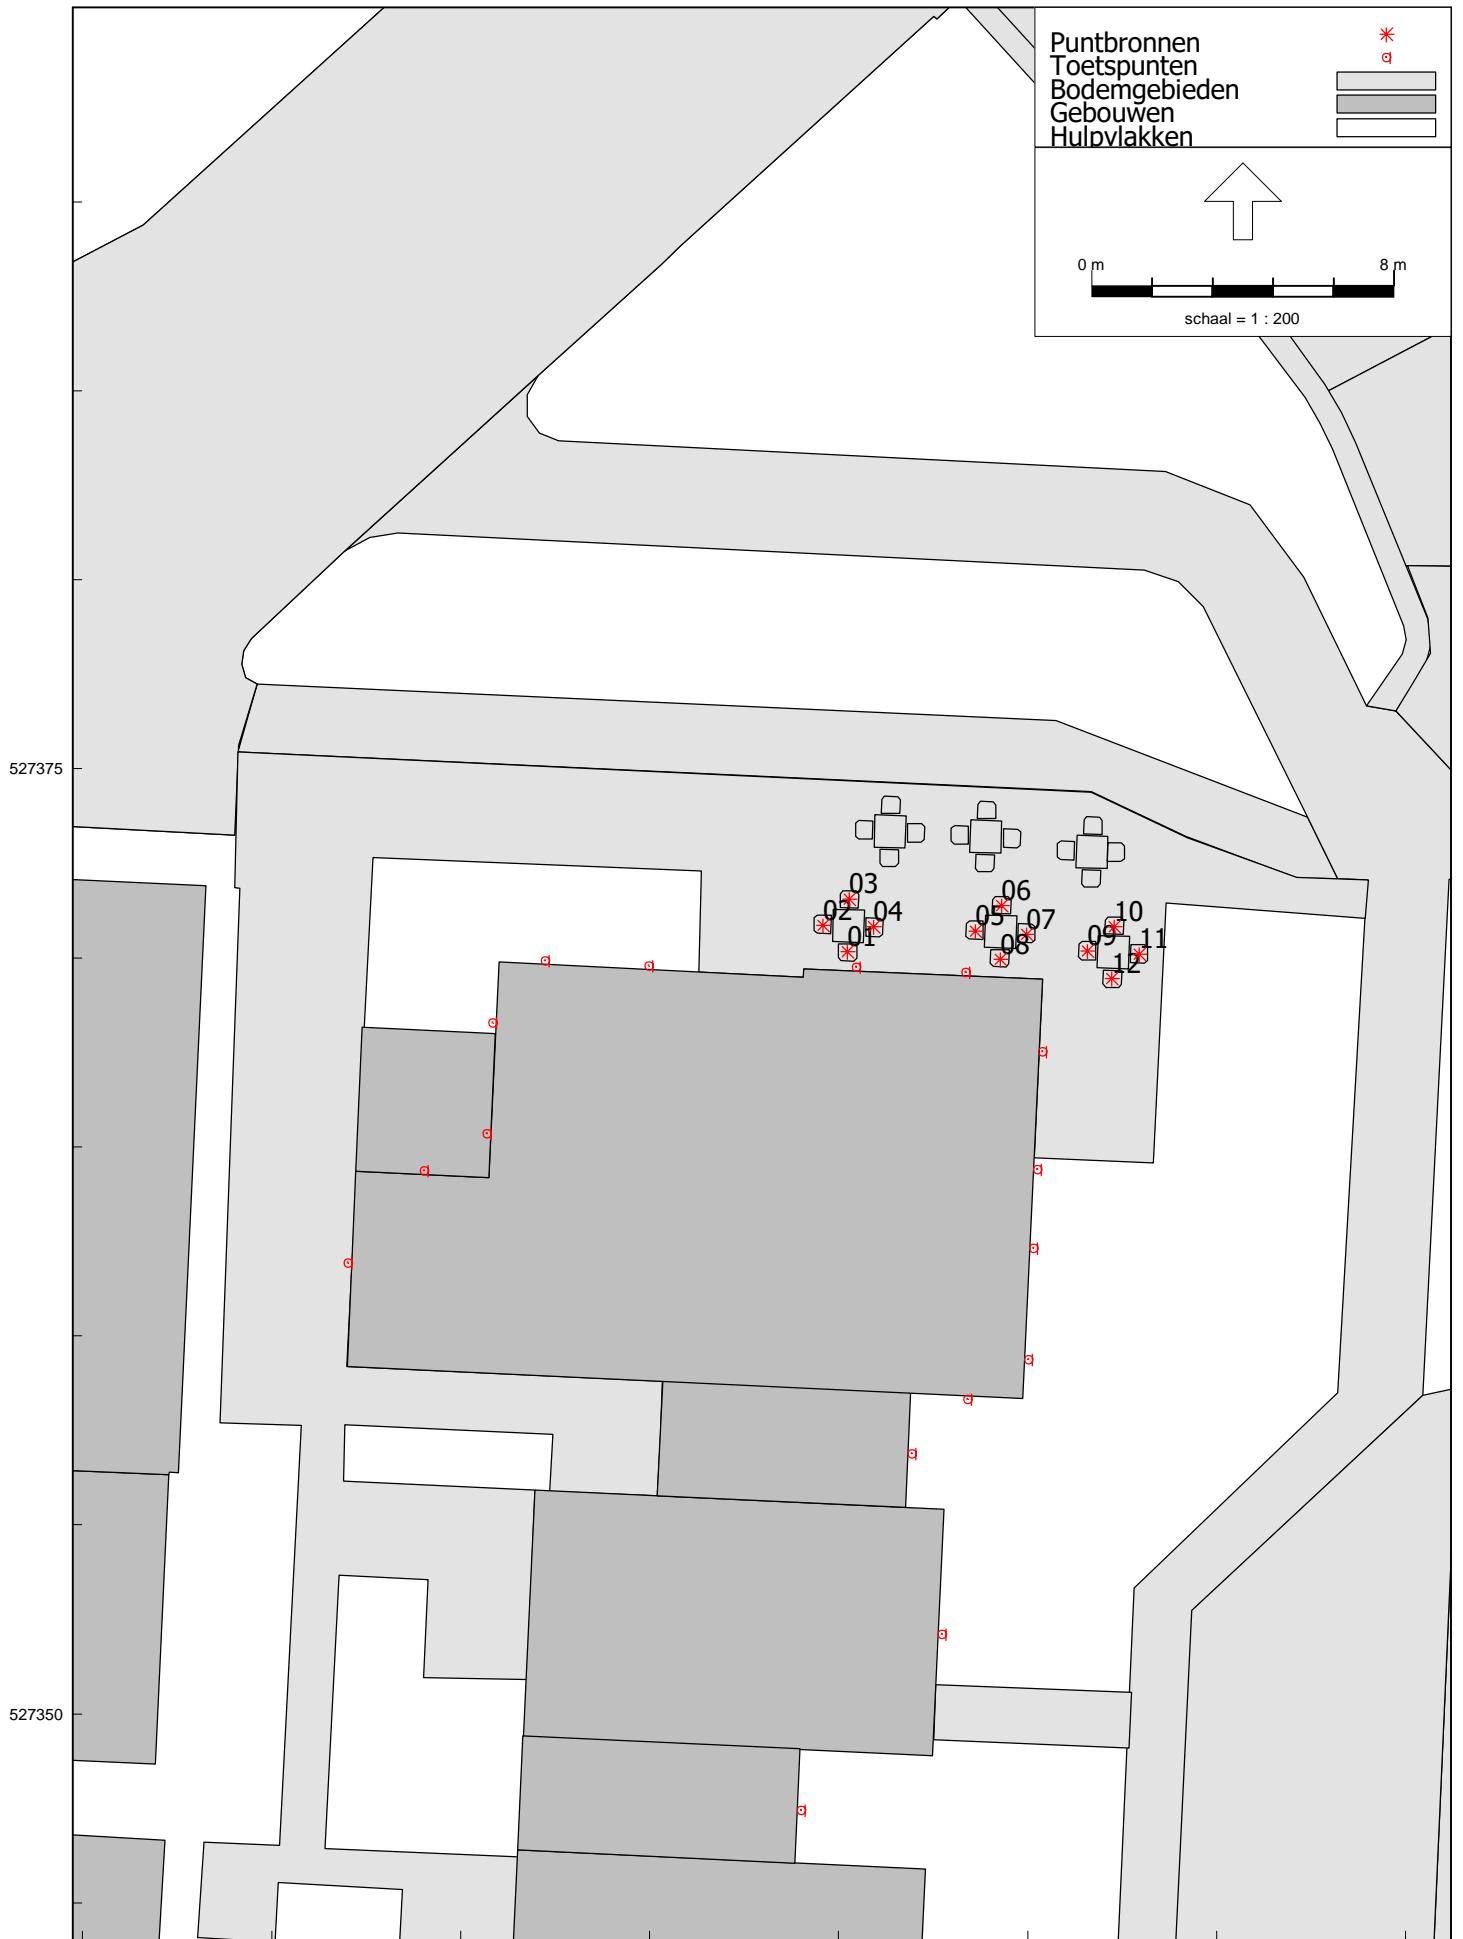 Puntbronnen
Toetspunten
Bodemgebieden
Gebouwen
Hulpvlakken
0 m 8 m
schaal = 1 : 200
527375
03
02 04
01
06
05 07
08
10
09 11
12
527350